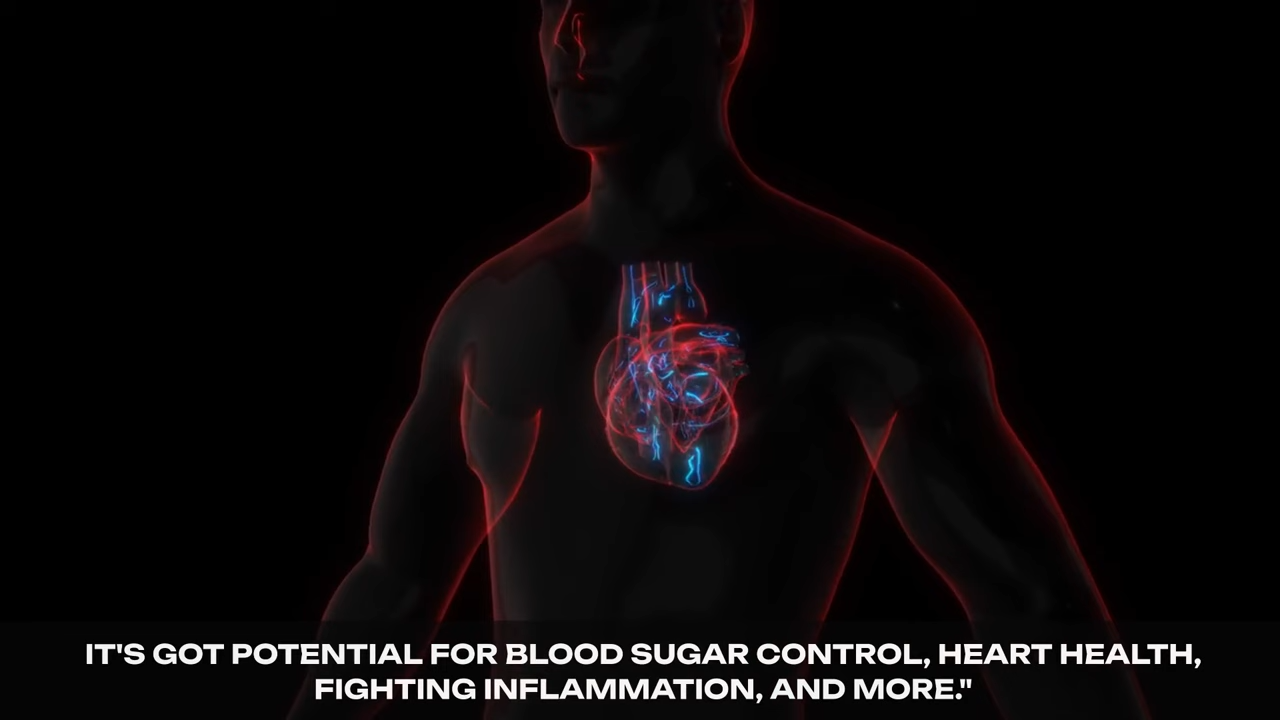 IT'S GOT POTENTIAL FOR BLOOD SUGAR CONTROL, HEART HEALTH,
FIGHTING INFLAMMATION, AND MORE."